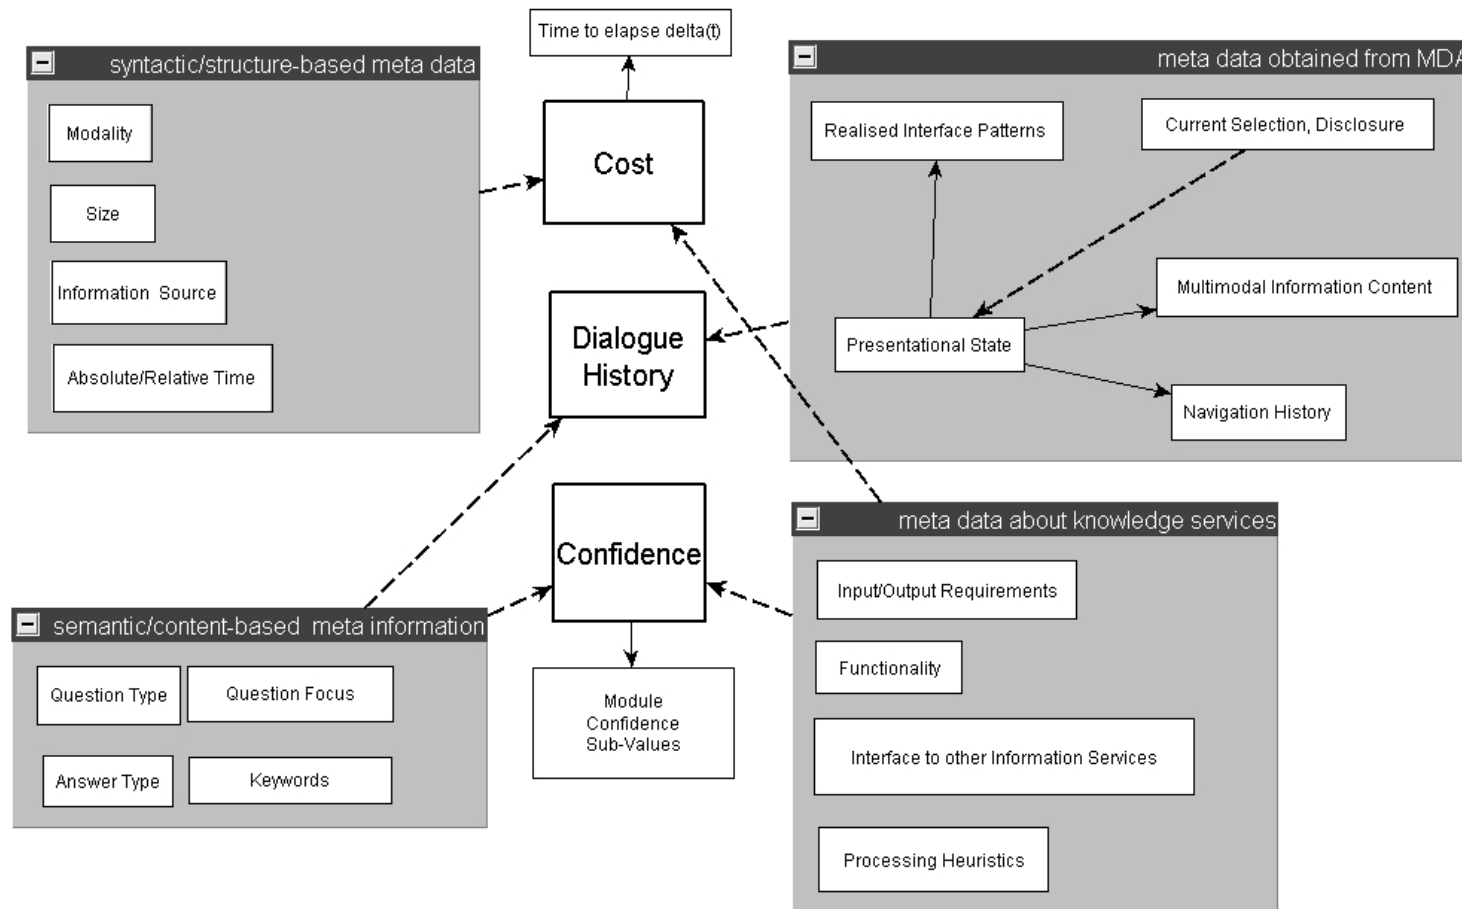 Time to elapse delta(t)
syntactic/structure-based meta data
Modality
Size
Information Source
Absolute/Relative Time
Cost
Dialogue
History
Confidence
Module
Confidence
Sub-Values
meta data obtained from MDA
Realised Interface Patterns
Current Selection, Disclosure
Multimodal Information Content
Presentational State
Navigation History
semantic/content-based meta information
Question Type
Question Focus
Answer Type
Keywords
meta data about knowledge services
Input/Output Requirements
Functionality
Interface to other Information Services
Processing Heuristics